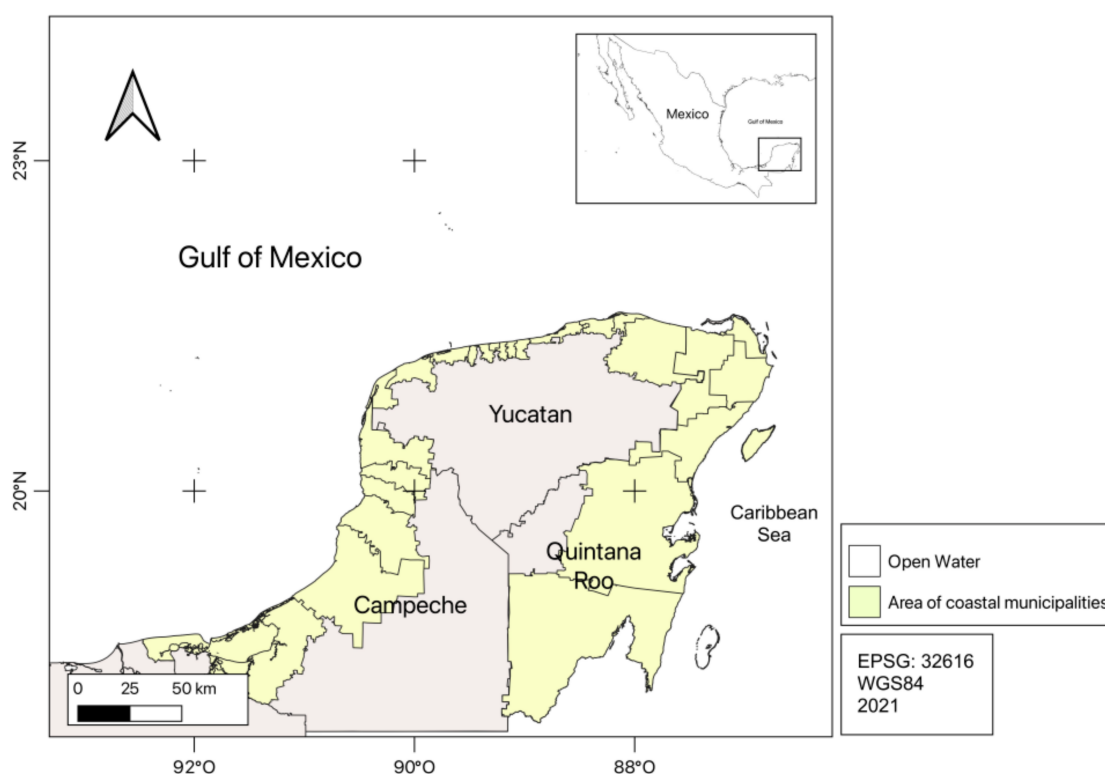 Mexico
Gulf of Mexico
23°N
Gulf of Mexico
Yucatan
20°N
Caribbean
Sea
Quintana
Roo
Campeche
Open Water
Area of coastal municipalities
0 25 50 km
EPSG: 32616
WGS84
2021
92°O 90°O 88°O